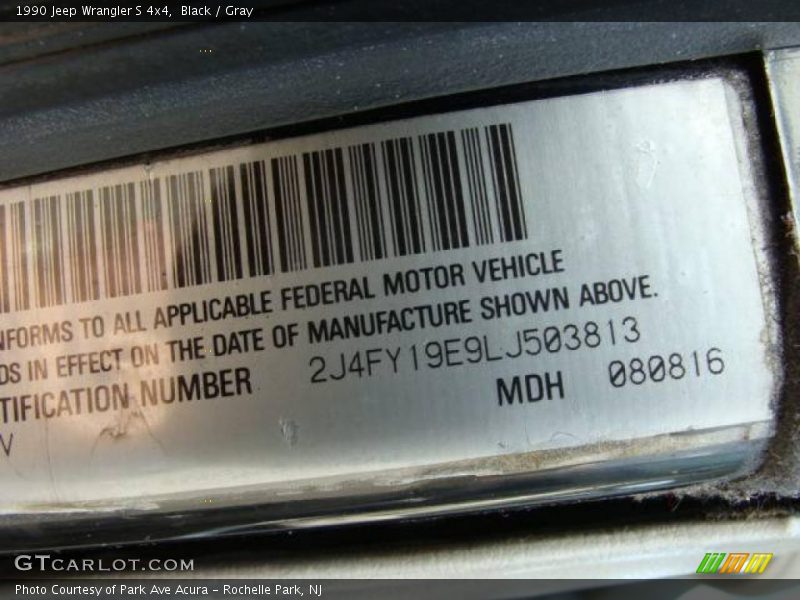 1990 Jeep Wrangler S 4x4,  Black / Gray
NFORMS TO ALL APPLICABLE FEDERAL MOTOR VEHICLE
DS IN EFFECT ON THE DATE OF MANUFACTURE SHOWN ABOVE.
TIFICATION NUMBER 2J4FY19E9LJ503813
V MDH 080816
GTCARLOT.COM
Photo Courtesy of Park Ave Acura - Rochelle Park, NJ